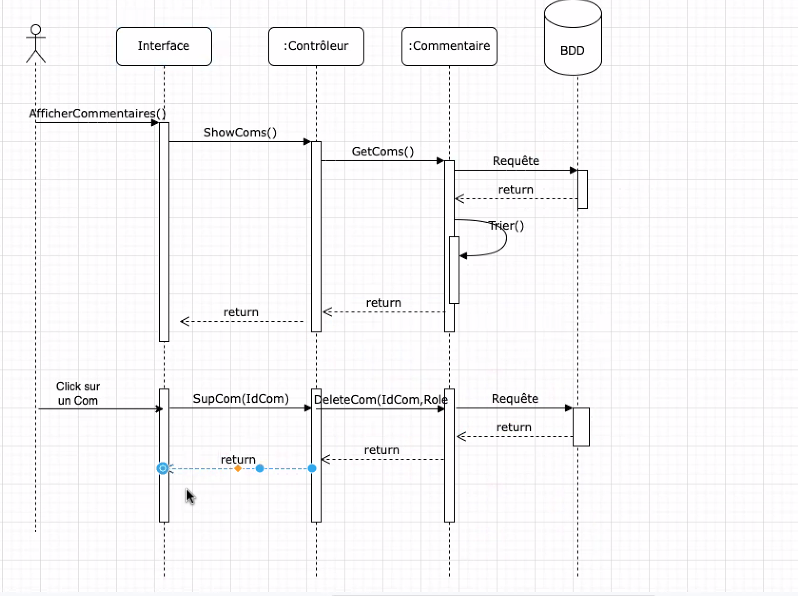 Interface
:Contrôleur
:Commentaire
BDD
AfficherCommentaires()
ShowComs()
GetComs()
Requête
return
Trier()
return
return
Click sur
un Com
SupCom(IdCom)
DeleteCom(IdCom,Role
Requête
return
return
return